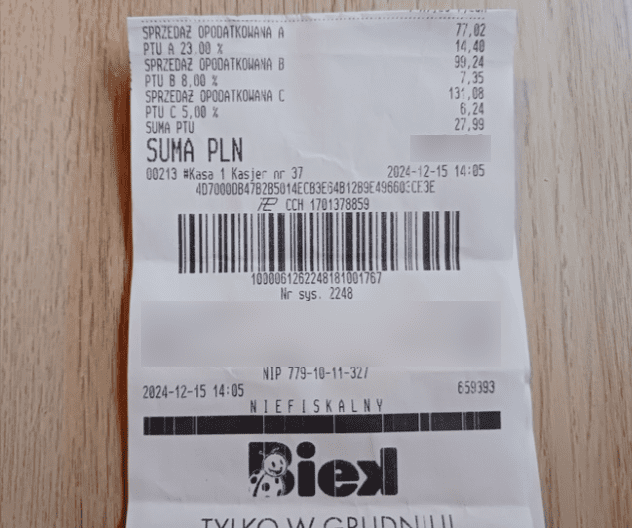 SPRZEDAŻ OPODATKOWANA A 77,02
PTU A 23,00 % 14,40
SPRZEDAŻ OPODATKOWANA B 99,24
PTU B 8,00 % 7,35
SPRZEDAŻ OPODATKOWANA C 131,08
PTU C 5,00 % 6,24
SUMA PTU 27,99
SUMA PLN
00213 #Kasa 1 Kasjer nr 37 2024-12-15 14:05
CCH 1701378859
1000061262248181001767
Nr sys. 2248
NIP 779-10-11-327
2024-12-15 14:05 659393
NIEFISKALNY
Biek
TYLKO W GRUDNIU!